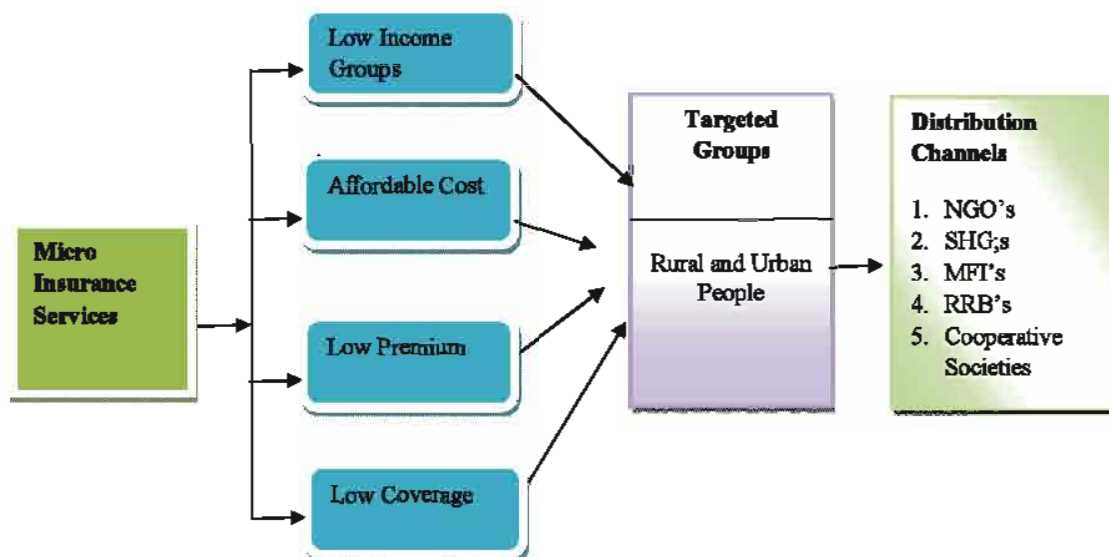 Micro
Insurance
Services
Low Income
Groups
Affordable Cost
Low Premium
Low Coverage
Targeted
Groups
Rural and Urban
People
Distribution
Channels
1. NGO's
2. SHG;s
3. MFI's
4. RRB's
5. Cooperative
Societies